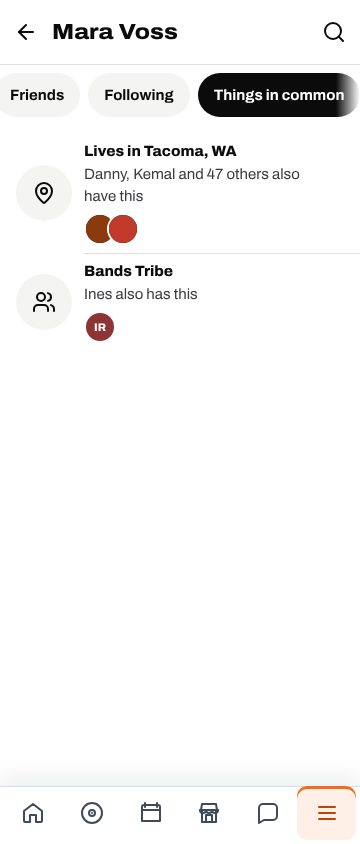 Mara Voss
Friends
Following
Things in common
Lives in Tacoma, WA
Danny, Kemal and 47 others also
have this
Bands Tribe
Ines also has this
IR